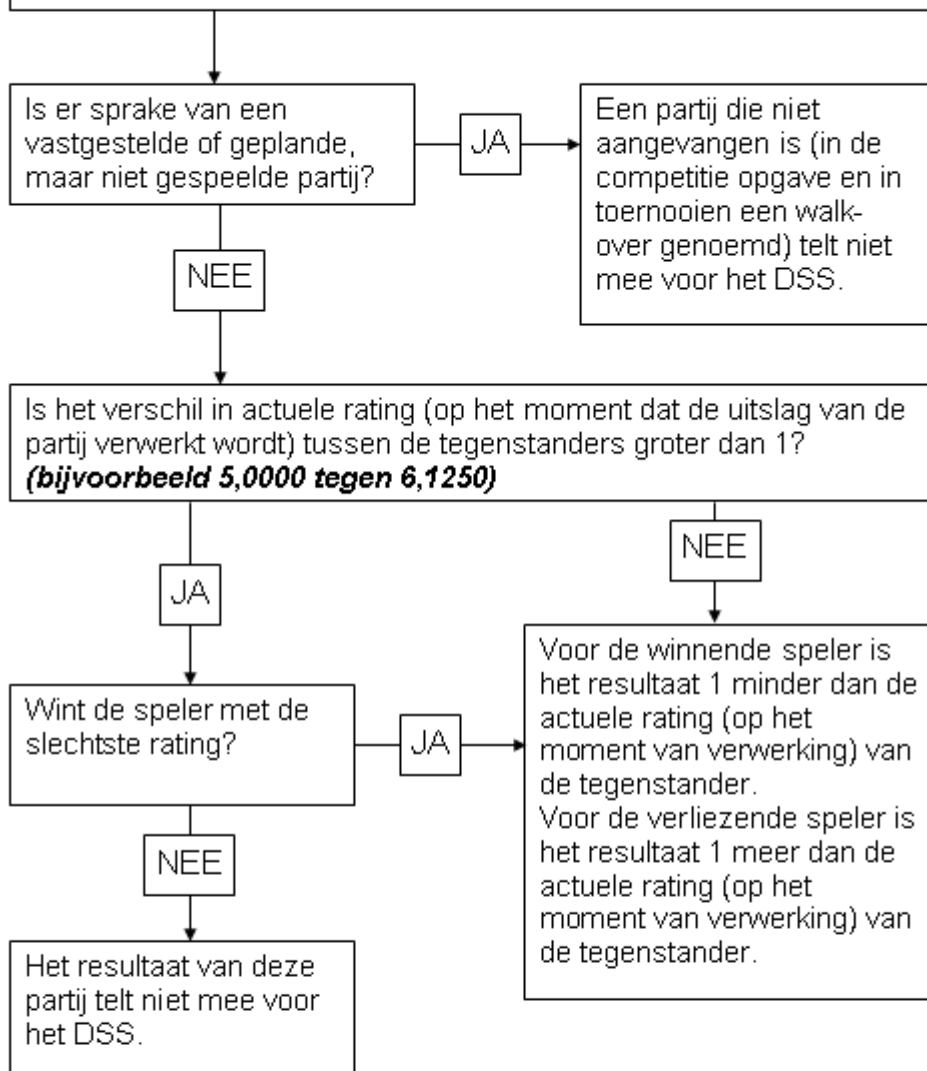 Is er sprake van een
vastgestelde of geplande,
maar niet gespeelde partij?
JA
Een partij die niet
aangevangen is (in de
competitie opgave en in
toernooien een walk-
over genoemd) telt niet
mee voor het DSS.
NEE
Is het verschil in actuele rating (op het moment dat de uitslag van de
partij verwerkt wordt) tussen de tegenstanders groter dan 1?
(bijvoorbeeld 5,0000 tegen 6,1250)
JA
NEE
Wint de speler met de
slechtste rating?
JA
Voor de winnende speler is
het resultaat 1 minder dan de
actuele rating (op het
moment van verwerking) van
de tegenstander.
Voor de verliezende speler is
het resultaat 1 meer dan de
actuele rating (op het
moment van verwerking) van
de tegenstander.
NEE
Het resultaat van deze
partij telt niet mee voor
het DSS.